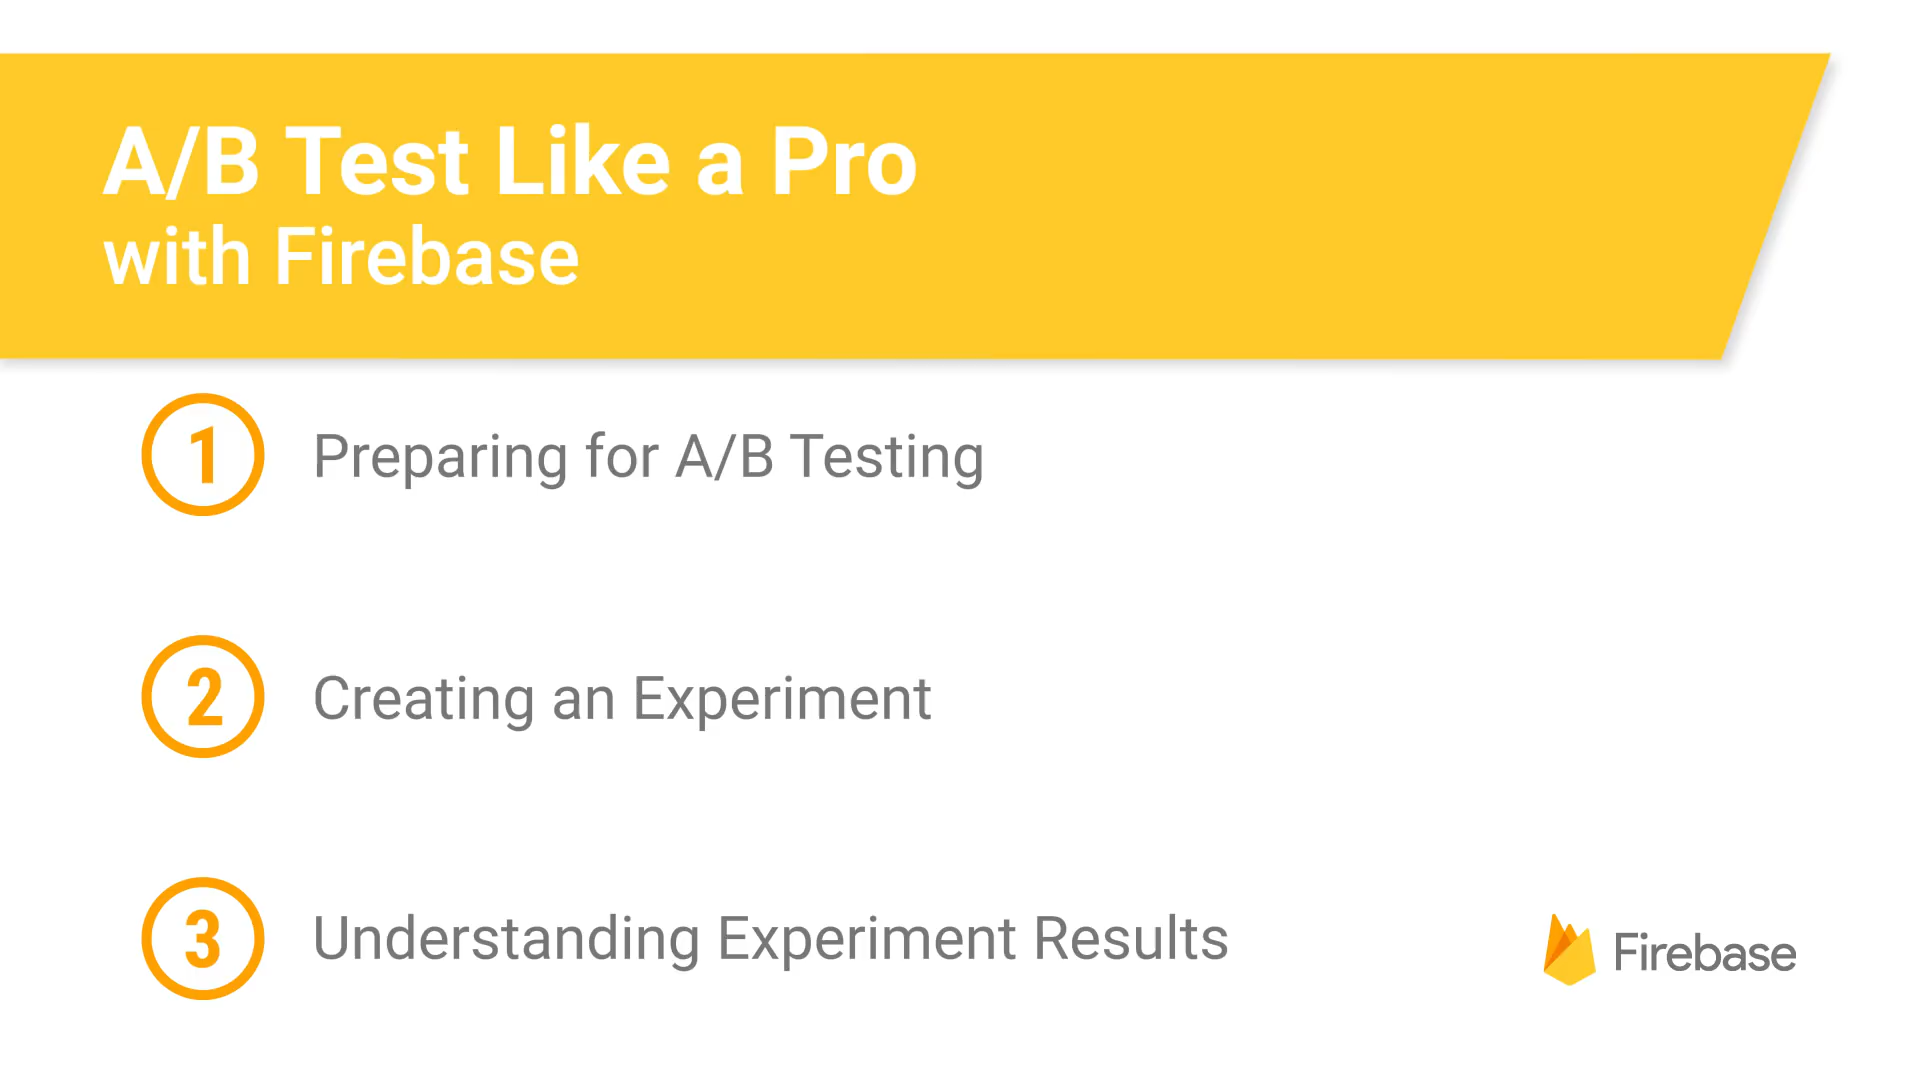 A/B Test Like a Pro
with Firebase
1 Preparing for A/B Testing
2 Creating an Experiment
3 Understanding Experiment Results
Firebase